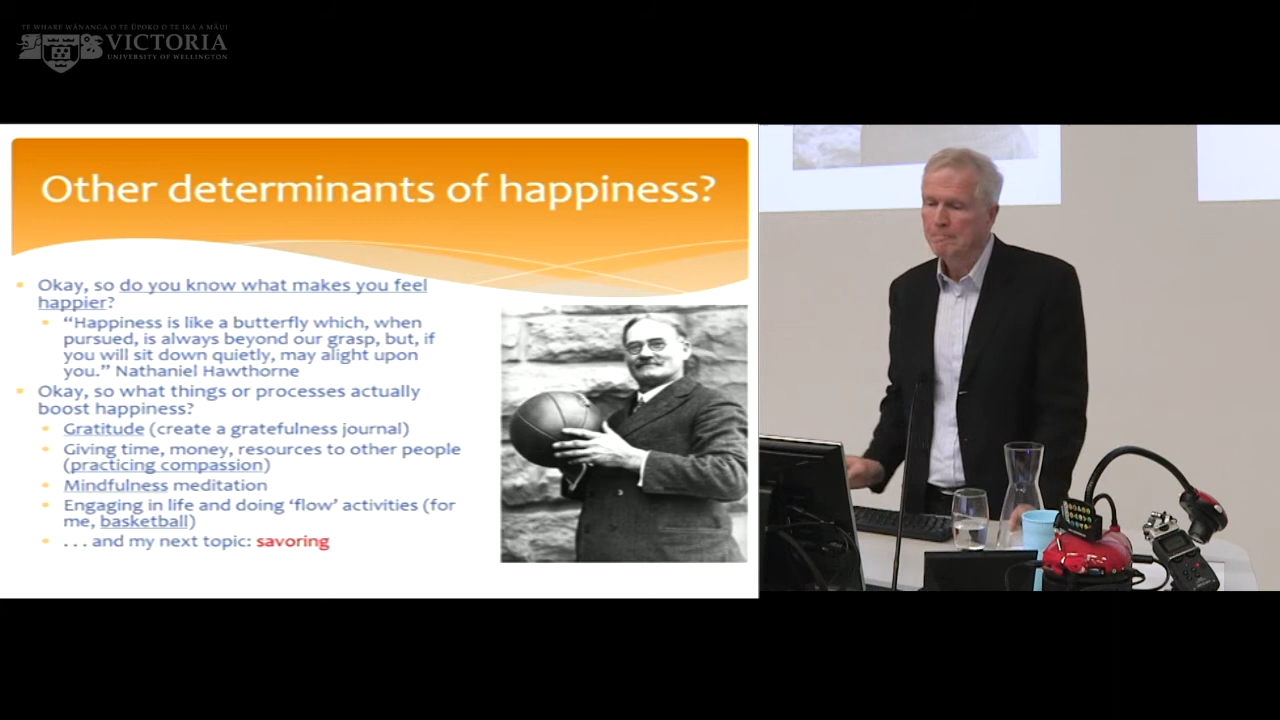 TE WHARE WĀNANGA O TE ŪPOKO O TE IKA A MĀUI
VICTORIA
UNIVERSITY OF WELLINGTON
Other determinants of happiness?
Okay, so do you know what makes you feel
happier?
“Happiness is like a butterfly which, when
pursued, is always beyond our grasp, but, if
you will sit down quietly, may alight upon
you.” Nathaniel Hawthorne
Okay, so what things or processes actually
boost happiness?
Gratitude (create a gratefulness journal)
Giving time, money, resources to other people
(practicing compassion)
Mindfulness meditation
Engaging in life and doing ‘flow’ activities (for
me, basketball)
. . . and my next topic: savoring